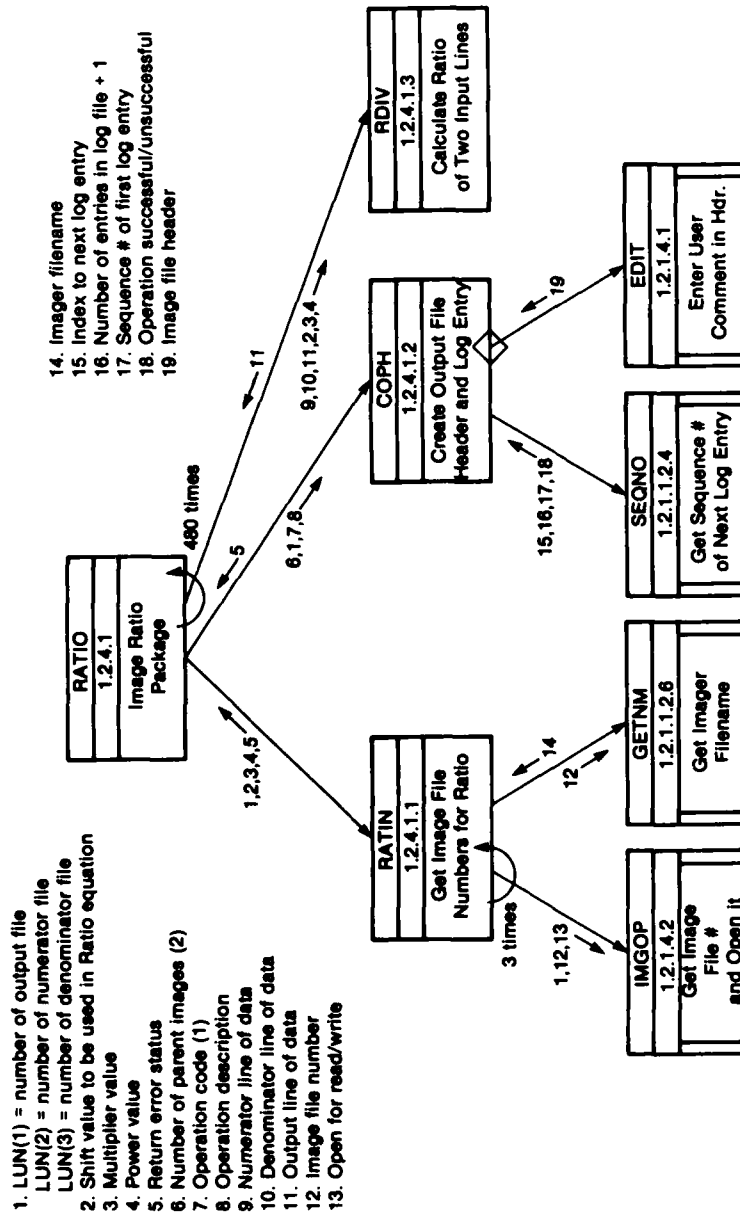 1. LUN(1) = number of output file
LUN(2) = number of numerator file
LUN(3) = number of denominator file
2. Shift value to be used in Ratio equation
3. Multiplier value
4. Power value
5. Return error status
6. Number of parent images (2)
7. Operation code (1)
8. Operation description
9. Numerator line of data
10. Denominator line of data
11. Output line of data
12. Image file number
13. Open for read/write
14. Imager filename
15. Index to next log entry
16. Number of entries in log file + 1
17. Sequence # of first log entry
18. Operation successful/unsuccessful
19. Image file header
RATIO
1.2.4.1
Image Ratio
Package
480 times
1,2,3,4,5
5
6,1,7,8
11
9,10,11,2,3,4
RATIN
1.2.4.1.1
Get Image File
Numbers for Ratio
3 times
COPH
1.2.4.1.2
Create Output File
Header and Log Entry
RDIV
1.2.4.1.3
Calculate Ratio
of Two Input Lines
1,12,13
14
12
15,16,17,18
19
IMGOP
1.2.1.4.2
Get Image
File #
and Open it
GETNM
1.2.1.1.2.6
Get Imager
Filename
SEQNO
1.2.1.1.2.4
Get Sequence #
of Next Log Entry
EDIT
1.2.1.4.1
Enter User
Comment in Hdr.